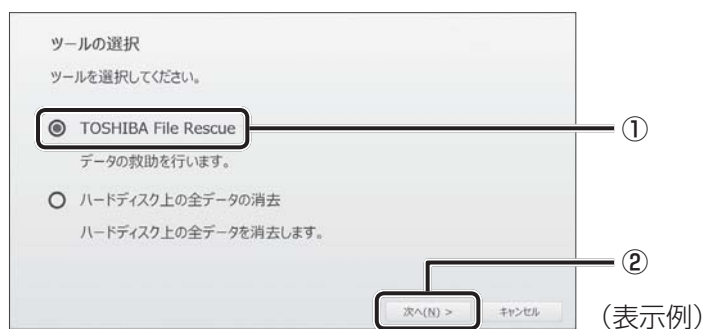 ツールの選択
ツールを選択してください。
TOSHIBA File Rescue
①
データの救助を行います。
ハードディスク上の全データの消去
ハードディスク上の全データを消去します。
②
次へ(N) >
キャンセル
(表示例)